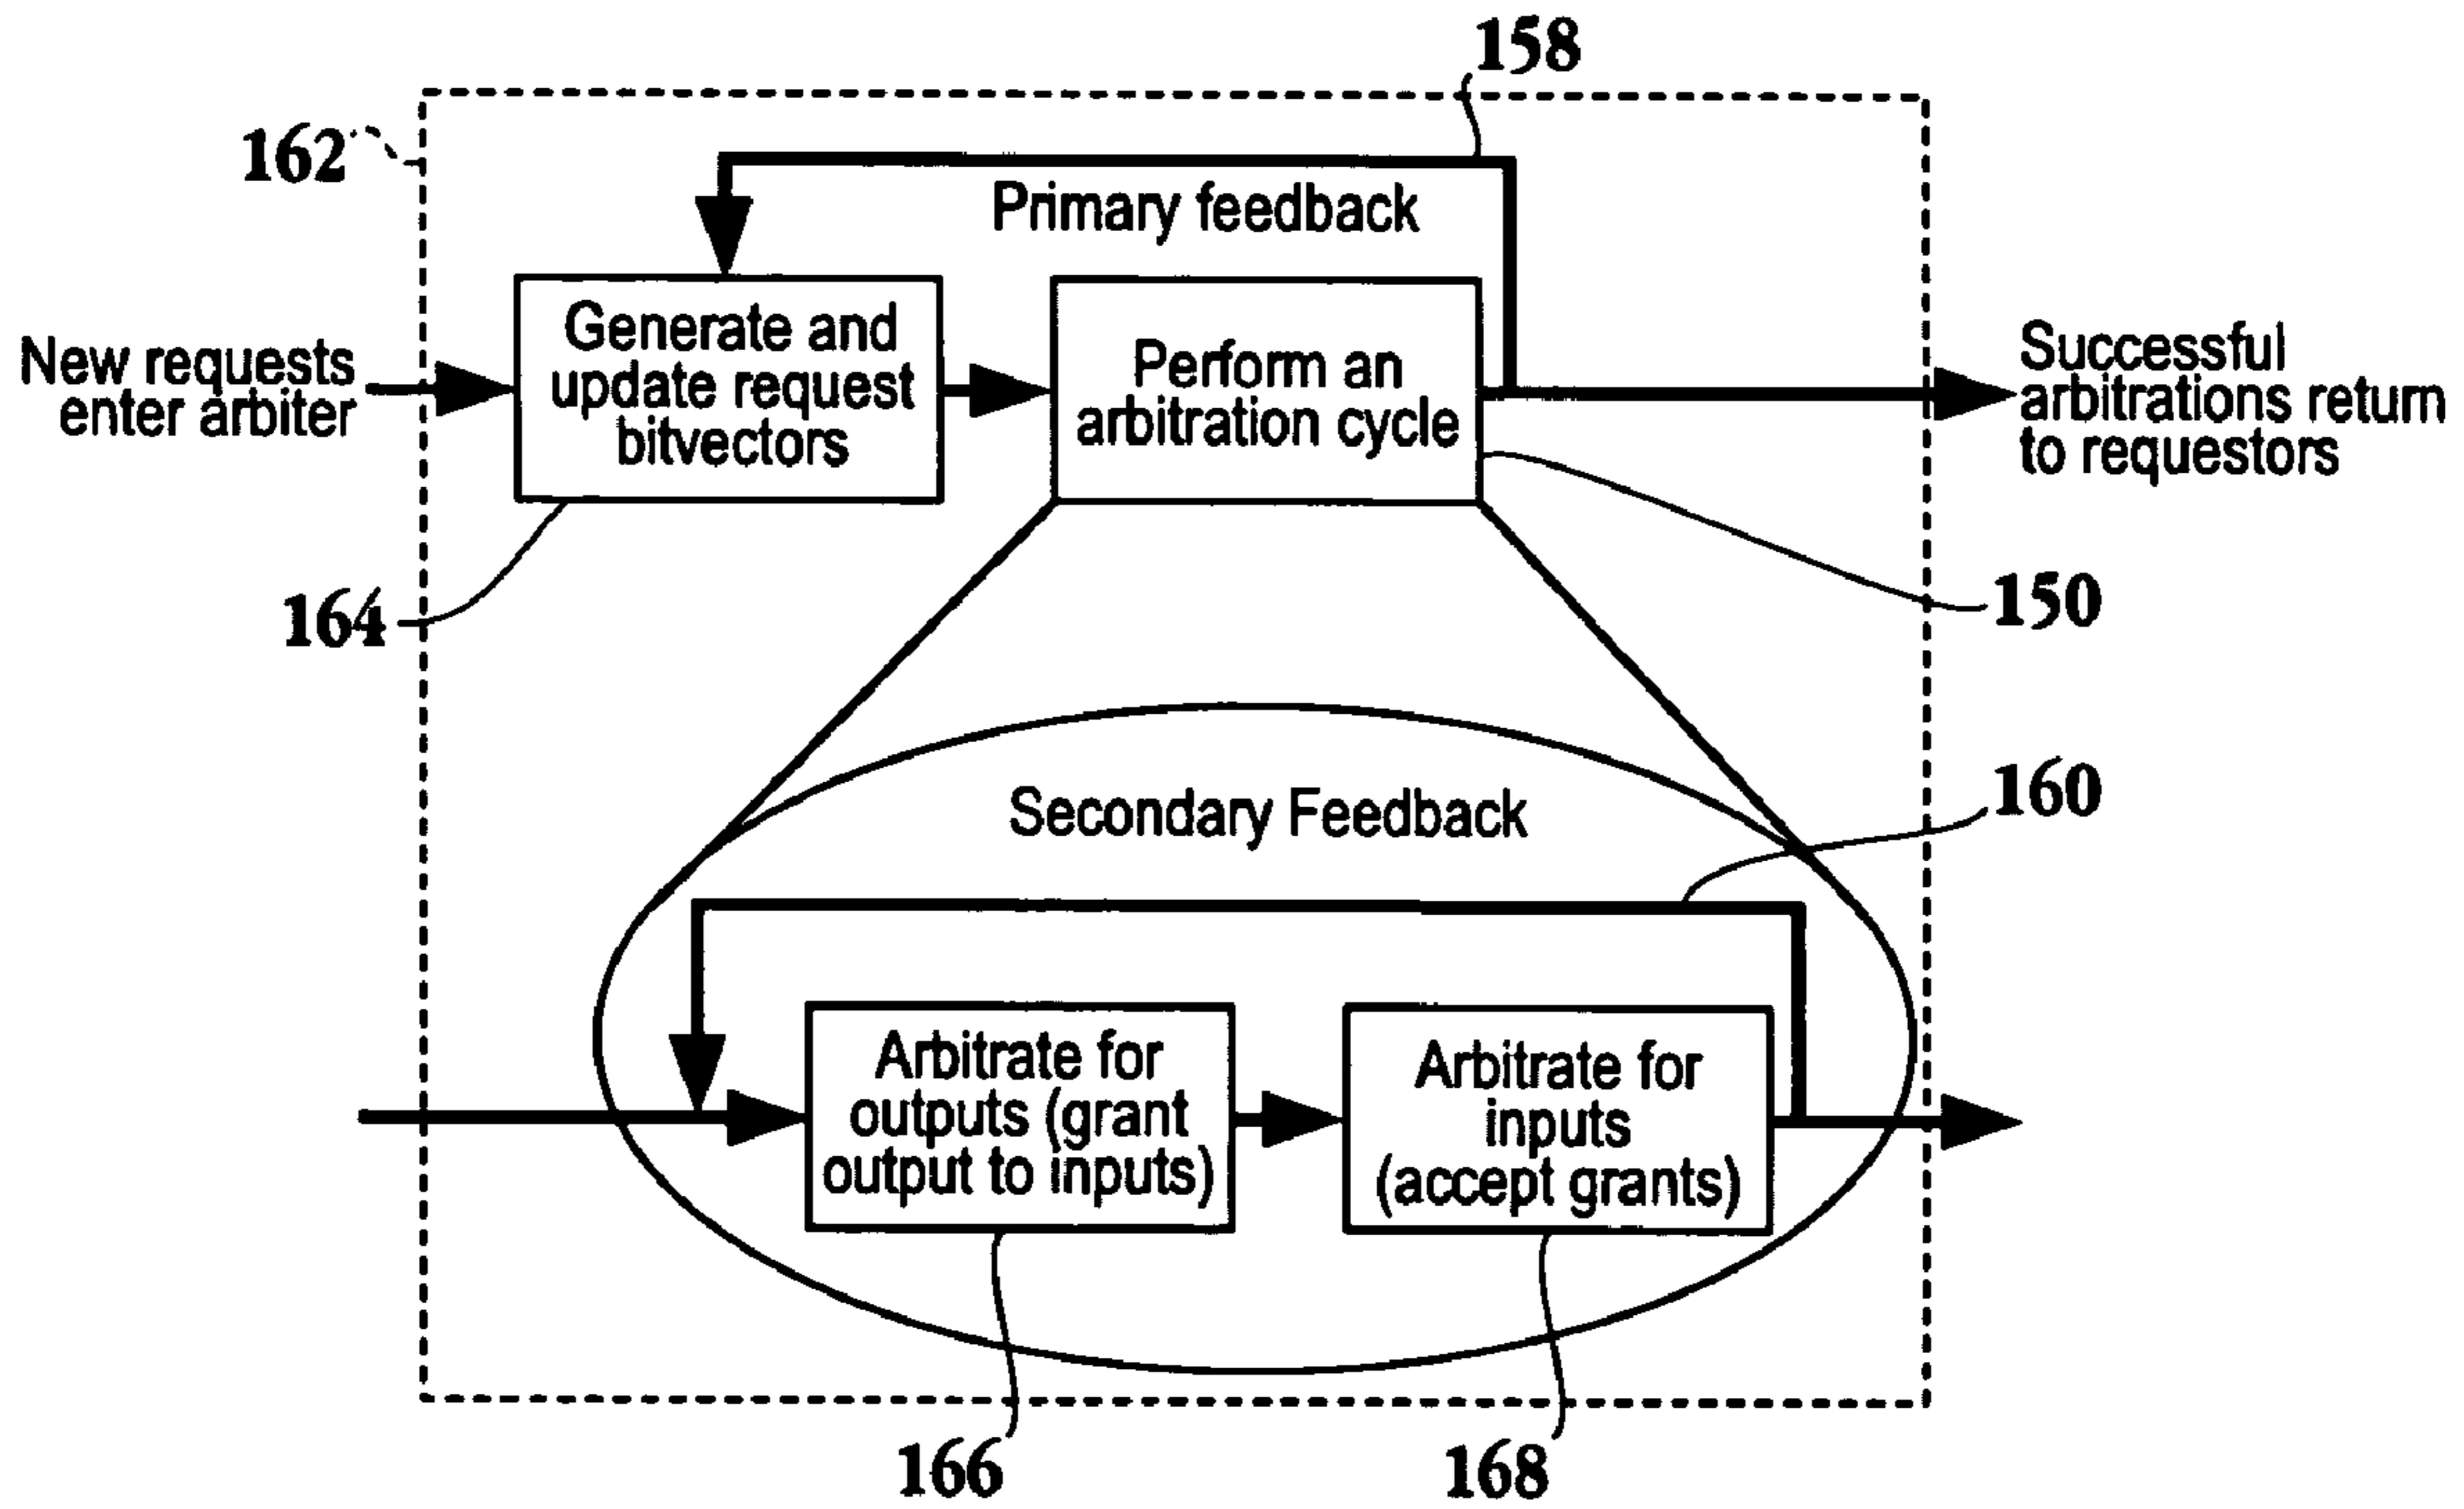 158
162
Primary feedback
New requests
enter arbiter
Generate and
update request
bitvectors
Perform an
arbitration cycle
Successful
arbitrations return
to requestors
164
150
160
Secondary Feedback
Arbitrate for
outputs (grant
output to inputs)
Arbitrate for
inputs
(accept grants)
166
168